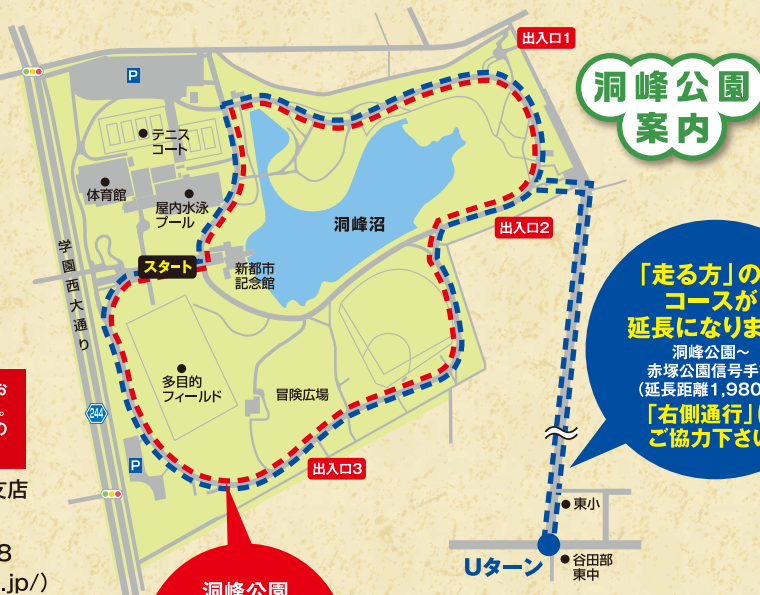 出入口1
洞峰公園
案内
P
テニス
コート
体育館
屋内水泳
プール
洞峰沼
出入口2
スタート
新都市
記念館
学園西大通り
「走る方」の
コースが
延長になりま
洞峰公園〜
赤塚公園信号手
(延長距離1,980
「右側通行」
ご協力下さい
多目的
フィールド
冒険広場
お
。
の
244
P
出入口3
支店
東小
8
Uターン
谷田部
東中
.jp/)
洞峰公園